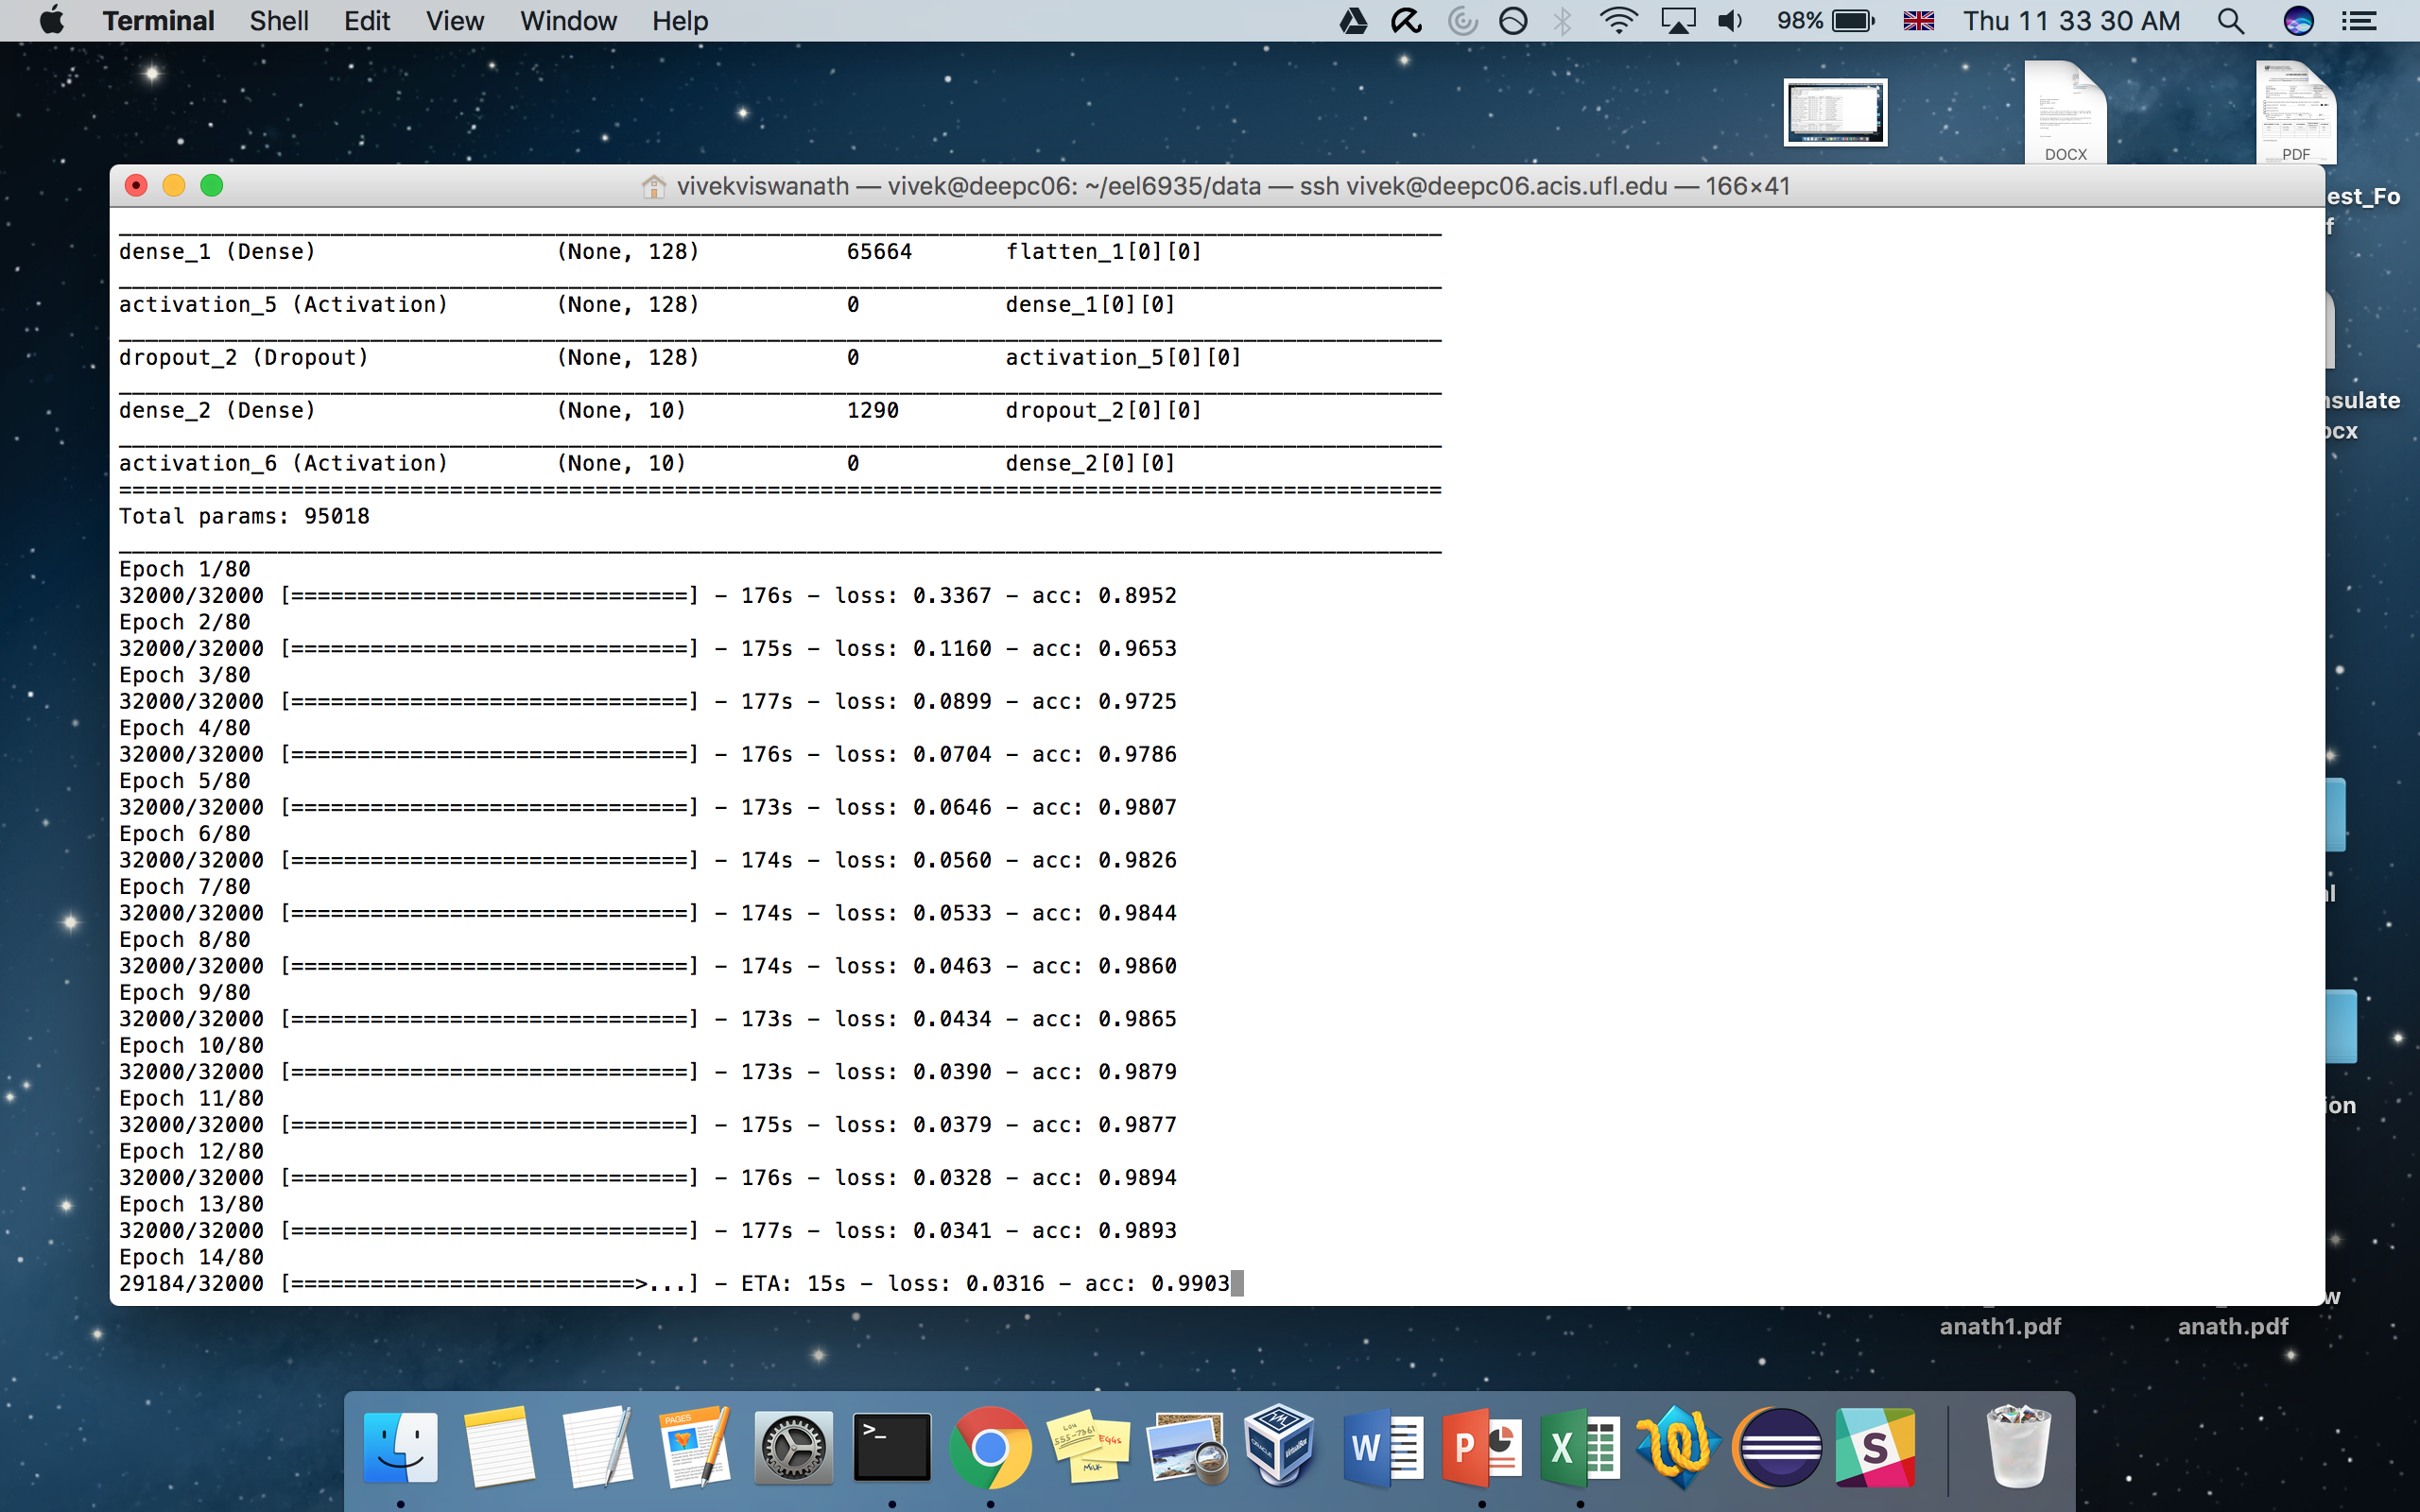 Terminal Shell Edit View Window Help 98% Thu 11 33 30 AM
DOCX
PDF
est_Fo
f
nsulate
ocx
al
ion
w
anath1.pdf
anath.pdf
vivekviswanath — vivek@deepc06: ~/eel6935/data — ssh vivek@deepc06.acis.ufl.edu — 166×41
dense_1 (Dense) (None, 128) 65664 flatten_1[0][0]
activation_5 (Activation) (None, 128) 0 dense_1[0][0]
dropout_2 (Dropout) (None, 128) 0 activation_5[0][0]
dense_2 (Dense) (None, 10) 1290 dropout_2[0][0]
activation_6 (Activation) (None, 10) 0 dense_2[0][0]
====================================================================================================
Total params: 95018
Epoch 1/80
32000/32000 [==============================] - 176s - loss: 0.3367 - acc: 0.8952
Epoch 2/80
32000/32000 [==============================] - 175s - loss: 0.1160 - acc: 0.9653
Epoch 3/80
32000/32000 [==============================] - 177s - loss: 0.0899 - acc: 0.9725
Epoch 4/80
32000/32000 [==============================] - 176s - loss: 0.0704 - acc: 0.9786
Epoch 5/80
32000/32000 [==============================] - 173s - loss: 0.0646 - acc: 0.9807
Epoch 6/80
32000/32000 [==============================] - 174s - loss: 0.0560 - acc: 0.9826
Epoch 7/80
32000/32000 [==============================] - 174s - loss: 0.0533 - acc: 0.9844
Epoch 8/80
32000/32000 [==============================] - 174s - loss: 0.0463 - acc: 0.9860
Epoch 9/80
32000/32000 [==============================] - 173s - loss: 0.0434 - acc: 0.9865
Epoch 10/80
32000/32000 [==============================] - 173s - loss: 0.0390 - acc: 0.9879
Epoch 11/80
32000/32000 [==============================] - 175s - loss: 0.0379 - acc: 0.9877
Epoch 12/80
32000/32000 [==============================] - 176s - loss: 0.0328 - acc: 0.9894
Epoch 13/80
32000/32000 [==============================] - 177s - loss: 0.0341 - acc: 0.9893
Epoch 14/80
29184/32000 [==========================>...] - ETA: 15s - loss: 0.0316 - acc: 0.9903
PAGES
>_
555-7361
EGGS
MILK
W
P
X
S